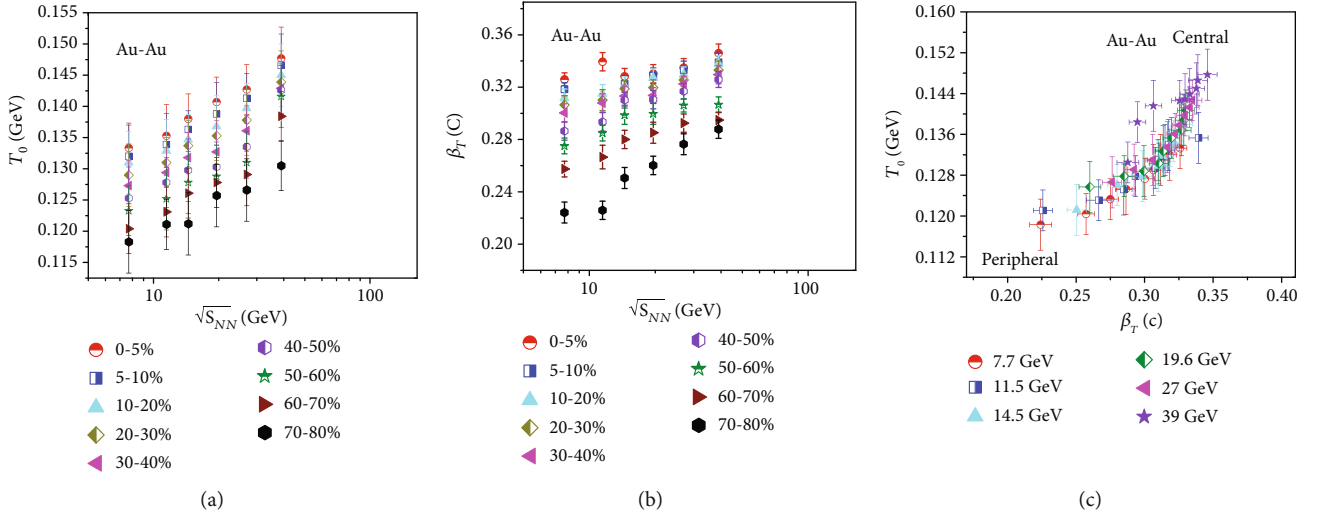 0.155
0.150
0.145
0.140
0.135
0.130
0.125
0.120
0.115
T0 (GeV)
Au-Au
10 100
√SNN (GeV)
0-5%
5-10%
10-20%
20-30%
30-40%
40-50%
50-60%
60-70%
70-80%
(a)
0.36
0.32
0.28
0.24
0.20
βT (C)
Au-Au
10 100
√SNN (GeV)
0-5%
5-10%
10-20%
20-30%
30-40%
40-50%
50-60%
60-70%
70-80%
(b)
0.160
0.152
0.144
0.136
0.128
0.120
0.112
T0 (GeV)
Au-Au
Central
Peripheral
0.20 0.25 0.30 0.35 0.40
βT (c)
7.7 GeV
11.5 GeV
14.5 GeV
19.6 GeV
27 GeV
39 GeV
(c)